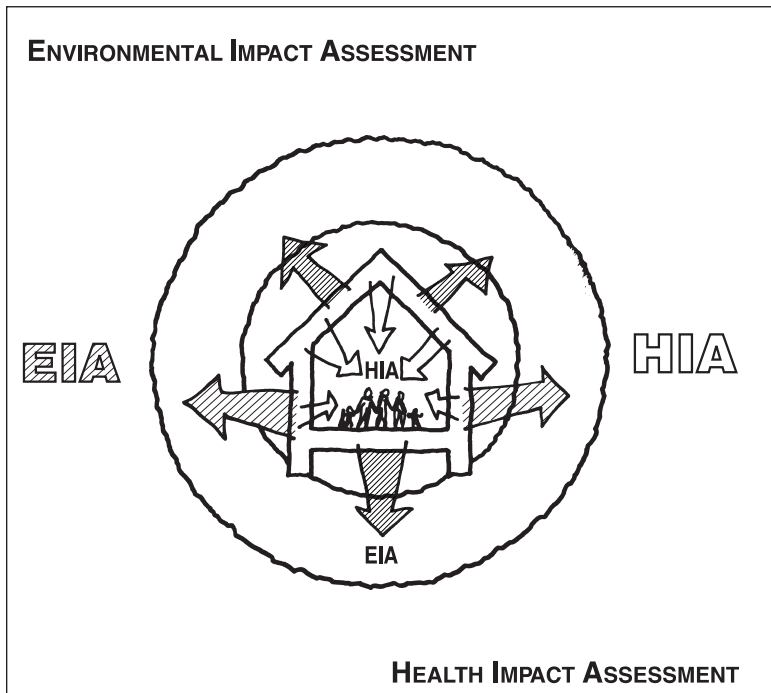 ENVIRONMENTAL IMPACT ASSESSMENT
EIA
HIA
HIA
EIA
HEALTH IMPACT ASSESSMENT